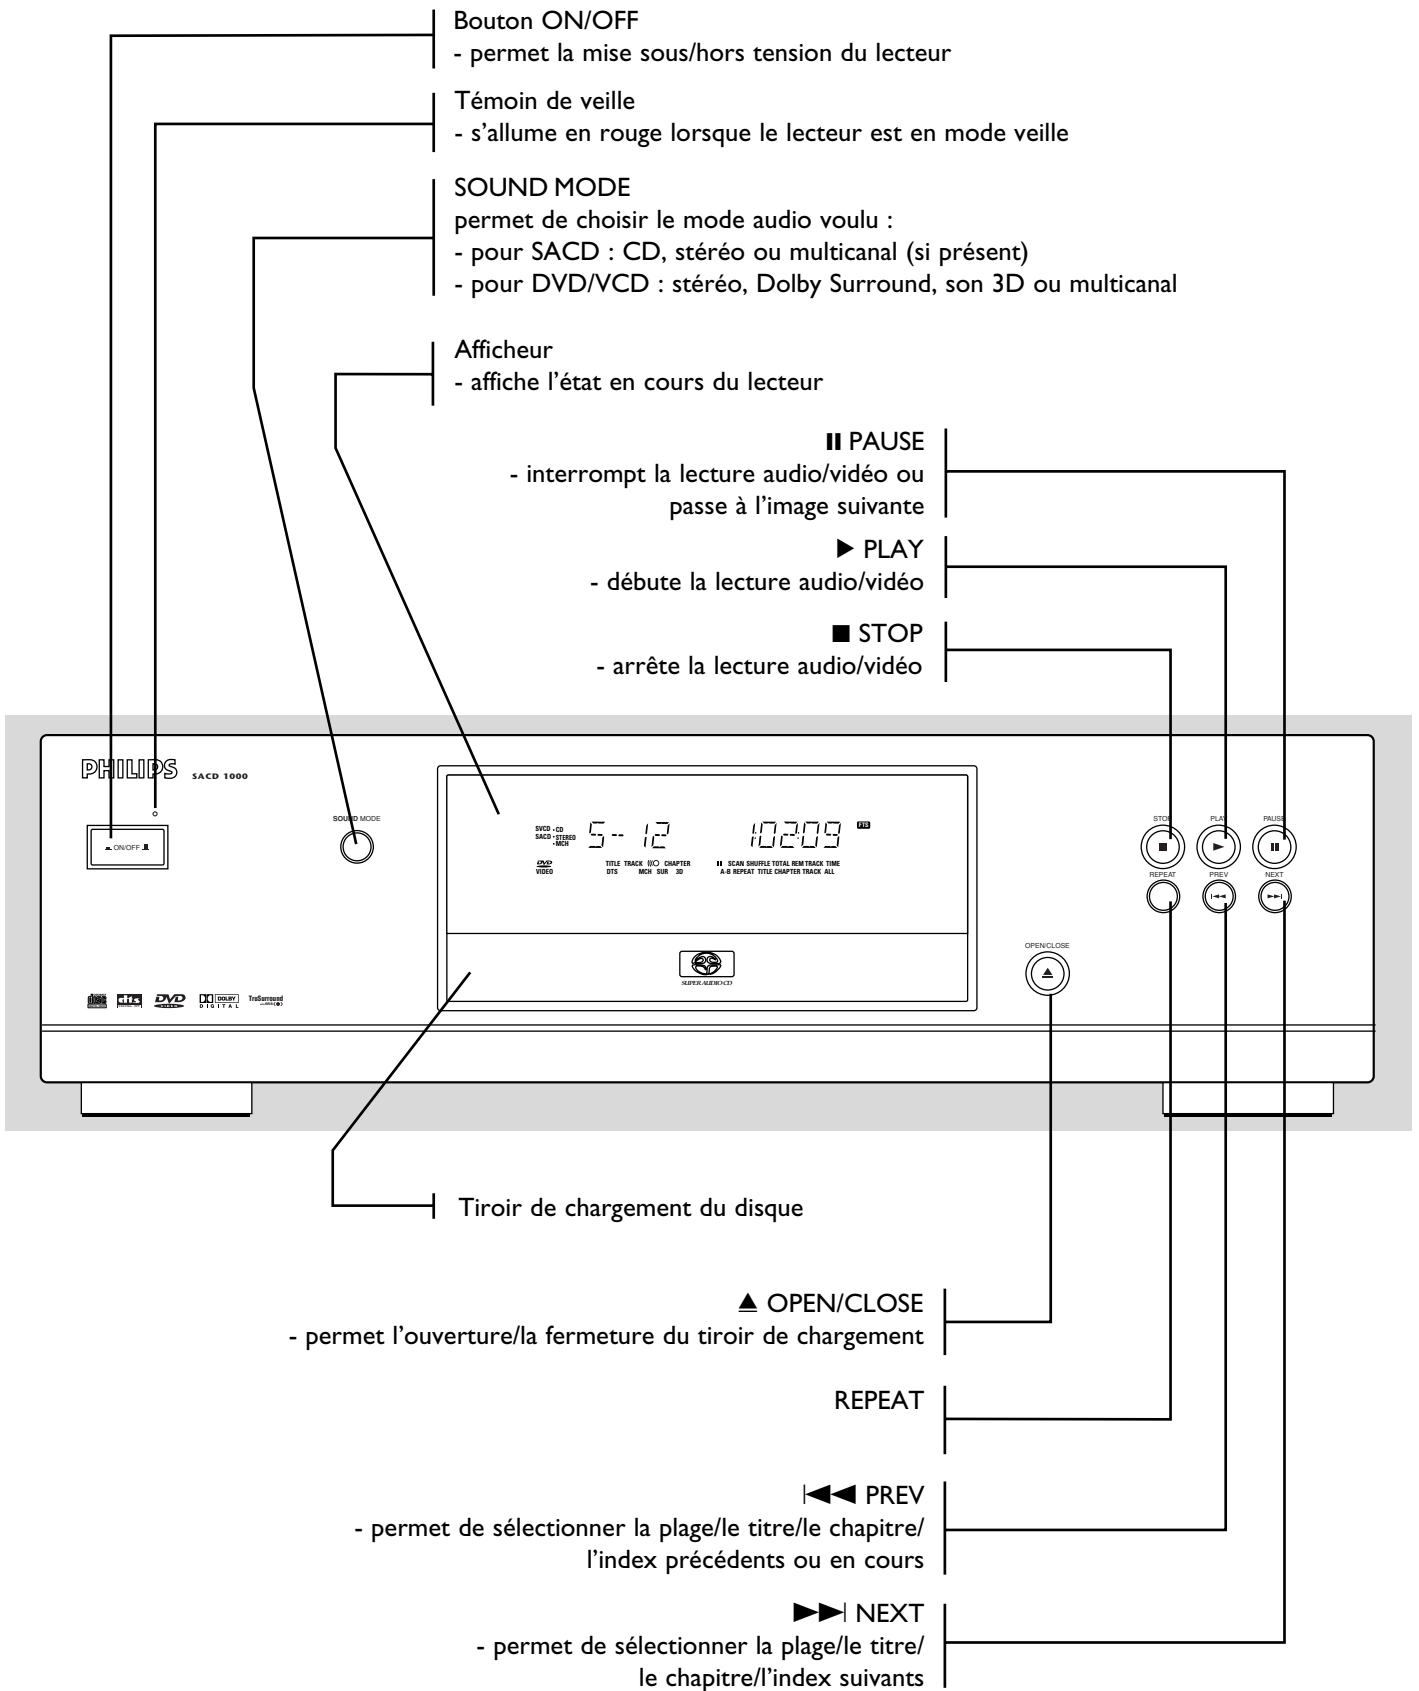 Bouton ON/OFF
- permet la mise sous/hors tension du lecteur
Témoin de veille
- s’allume en rouge lorsque le lecteur est en mode veille
SOUND MODE
permet de choisir le mode audio voulu :
- pour SACD : CD, stéréo ou multicanal (si présent)
- pour DVD/VCD : stéréo, Dolby Surround, son 3D ou multicanal
Afficheur
- affiche l’état en cours du lecteur
PAUSE
- interrompt la lecture audio/vidéo ou
passe à l’image suivante
PLAY
- débute la lecture audio/vidéo
STOP
- arrête la lecture audio/vidéo
PHILIPS SACD 1000
ON/OFF
SOUND MODE
SVCD • CD
SACD • STEREO
• MCH
5-- 12 1:02:09 FTS
DVD
VIDEO
TITLE TRACK CHAPTER
DTS MCH SUR 3D
SCAN SHUFFLE TOTAL REM TRACK TIME
A-B REPEAT TITLE CHAPTER TRACK ALL
STOP PLAY PAUSE
REPEAT PREV NEXT
OPEN/CLOSE
SUPER AUDIO CD
disc dts DVD DOLBY DIGITAL TruSurround
Tiroir de chargement du disque
OPEN/CLOSE
- permet l’ouverture/la fermeture du tiroir de chargement
REPEAT
PREV
- permet de sélectionner la plage/le titre/le chapitre/
l’index précédents ou en cours
NEXT
- permet de sélectionner la plage/le titre/
le chapitre/l’index suivants